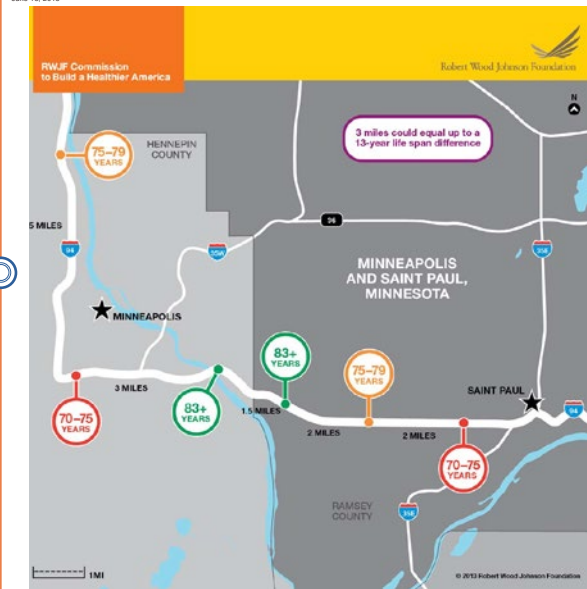 RWJF Commission
to Build a Healthier America
Robert Wood Johnson Foundation
N
3 miles could equal up to a
13-year life span difference
HENNEPIN
COUNTY
75–79
YEARS
5 MILES
94
35W
36
35E
MINNEAPOLIS
AND SAINT PAUL,
MINNESOTA
MINNEAPOLIS
83+
YEARS
75–79
YEARS
SAINT PAUL
3 MILES
1.5 MILES
94
70–75
YEARS
83+
YEARS
2 MILES
2 MILES
70–75
YEARS
RAMSEY
COUNTY
35E
1MI
© 2013 Robert Wood Johnson Foundation